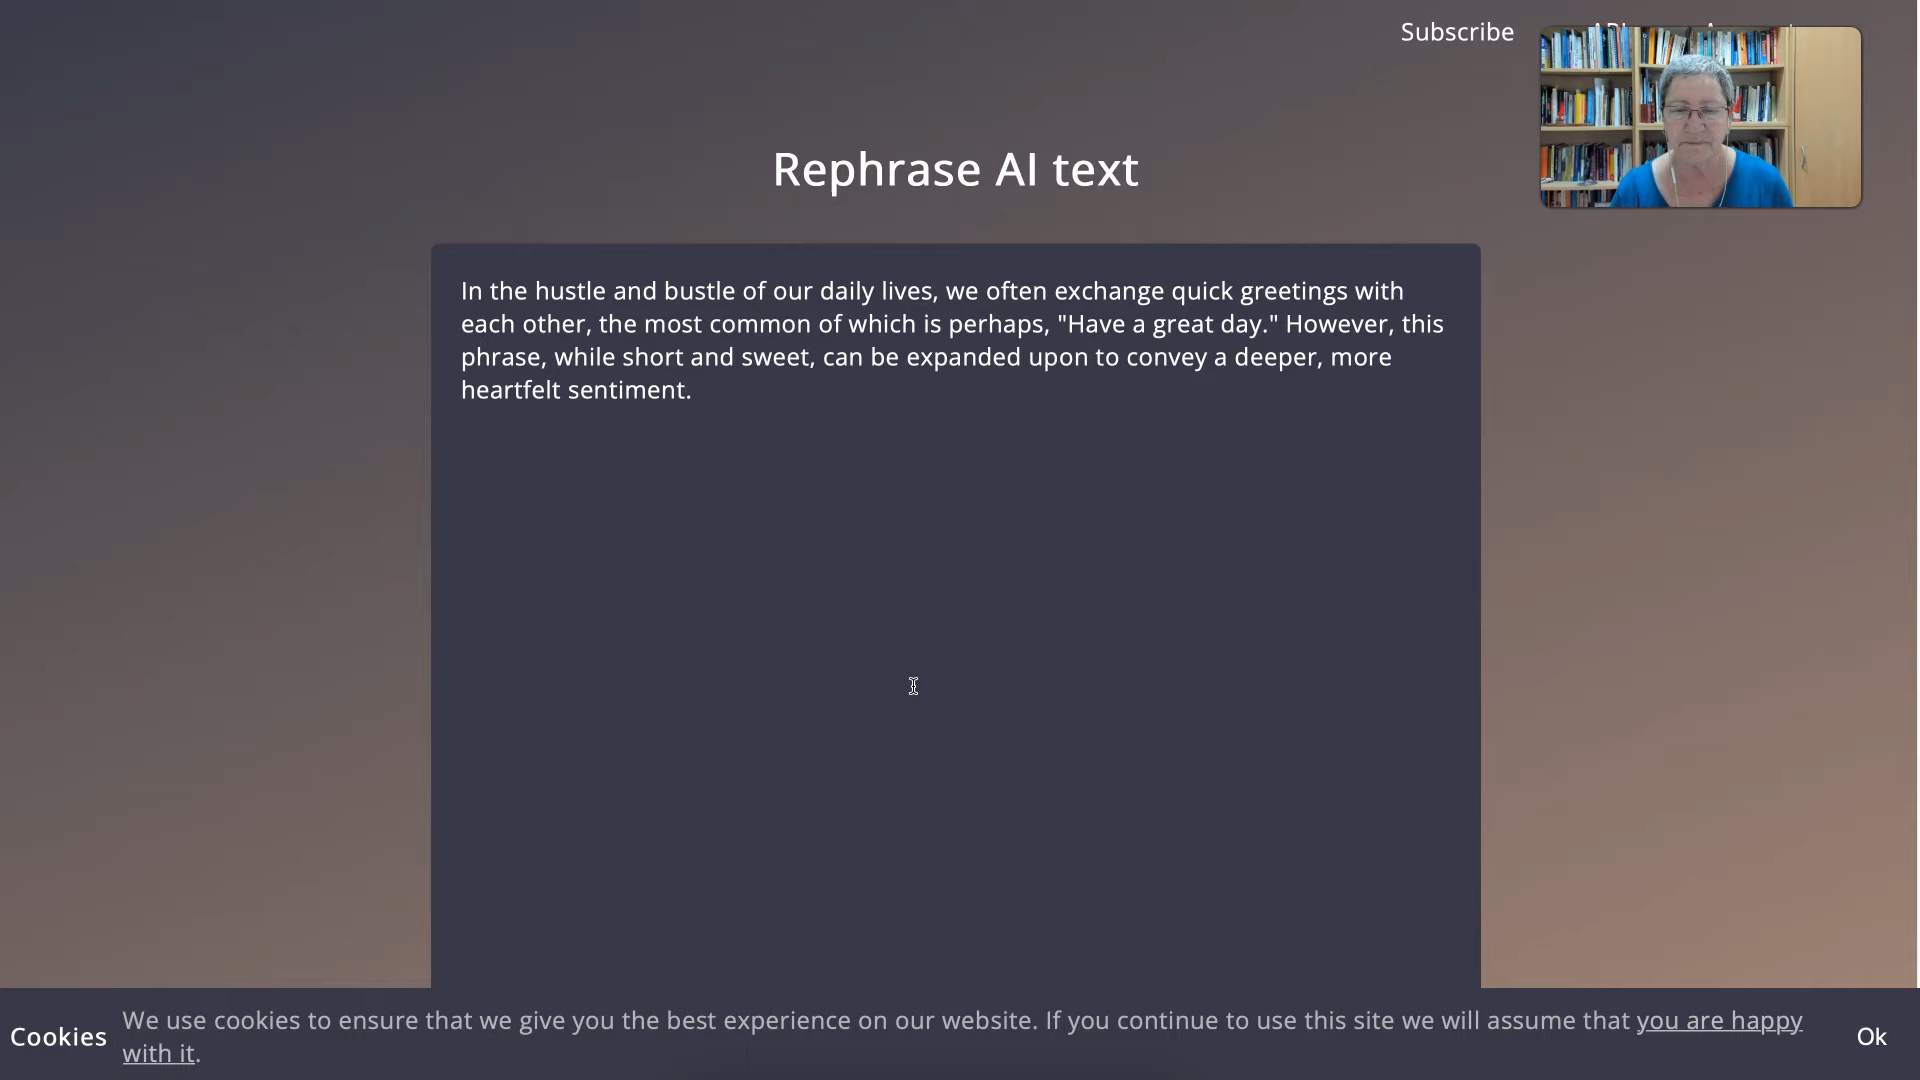 Subscribe
Rephrase AI text
In the hustle and bustle of our daily lives, we often exchange quick greetings with
each other, the most common of which is perhaps, "Have a great day." However, this
phrase, while short and sweet, can be expanded upon to convey a deeper, more
heartfelt sentiment.
Cookies
We use cookies to ensure that we give you the best experience on our website. If you continue to use this site we will assume that you are happy
with it.
Ok